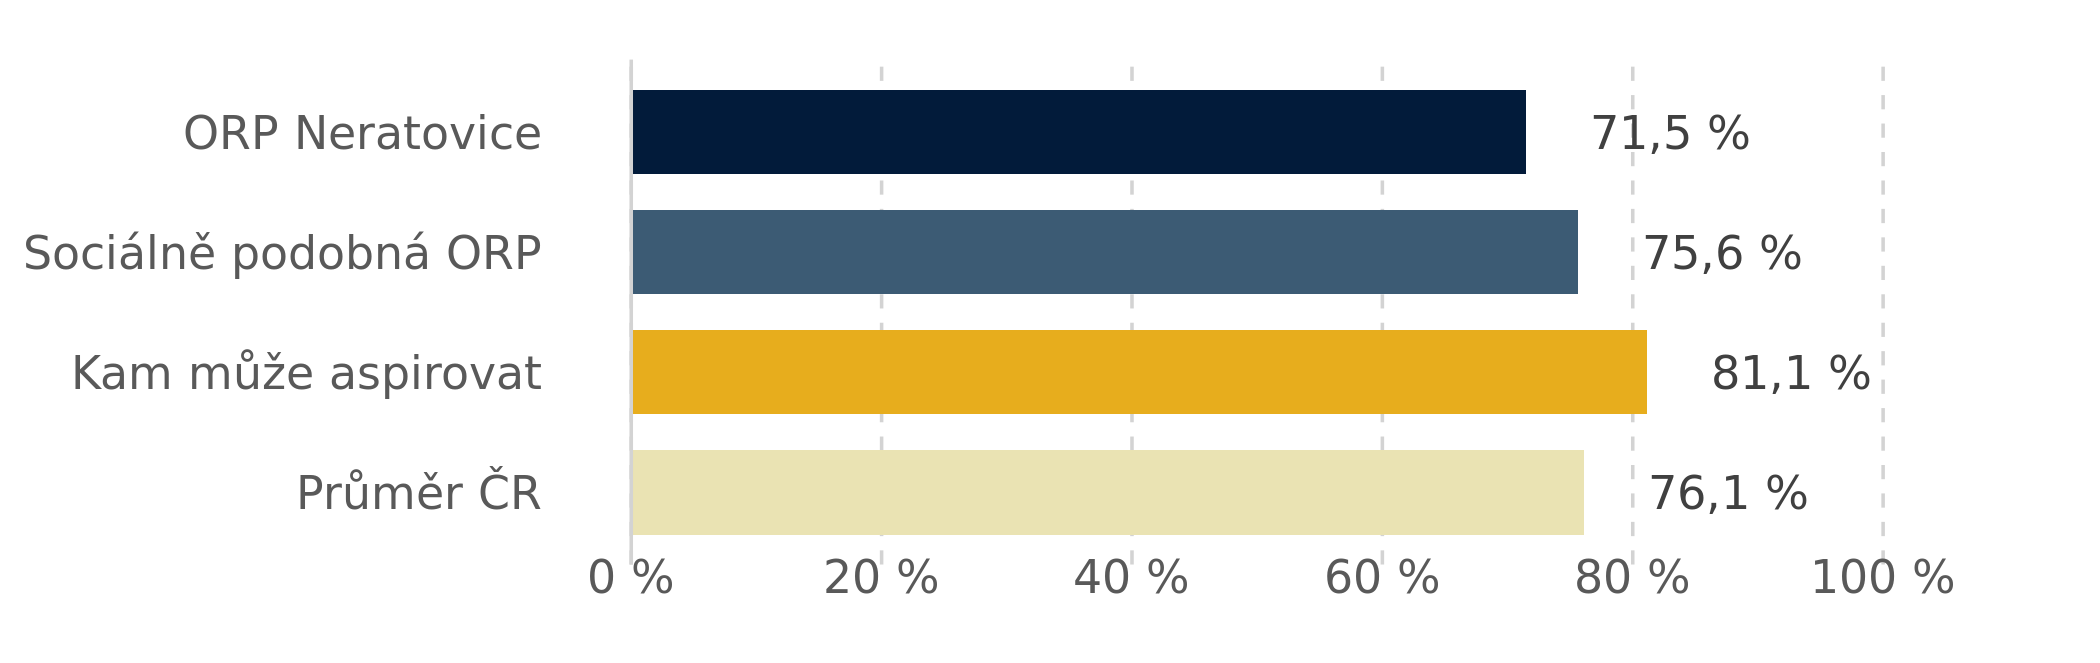 ORP Neratovice 71,5 %
Sociálně podobná ORP 75,6 %
Kam může aspirovat 81,1 %
Průměr ČR 76,1 %
0 % 20 % 40 % 60 % 80 % 100 %